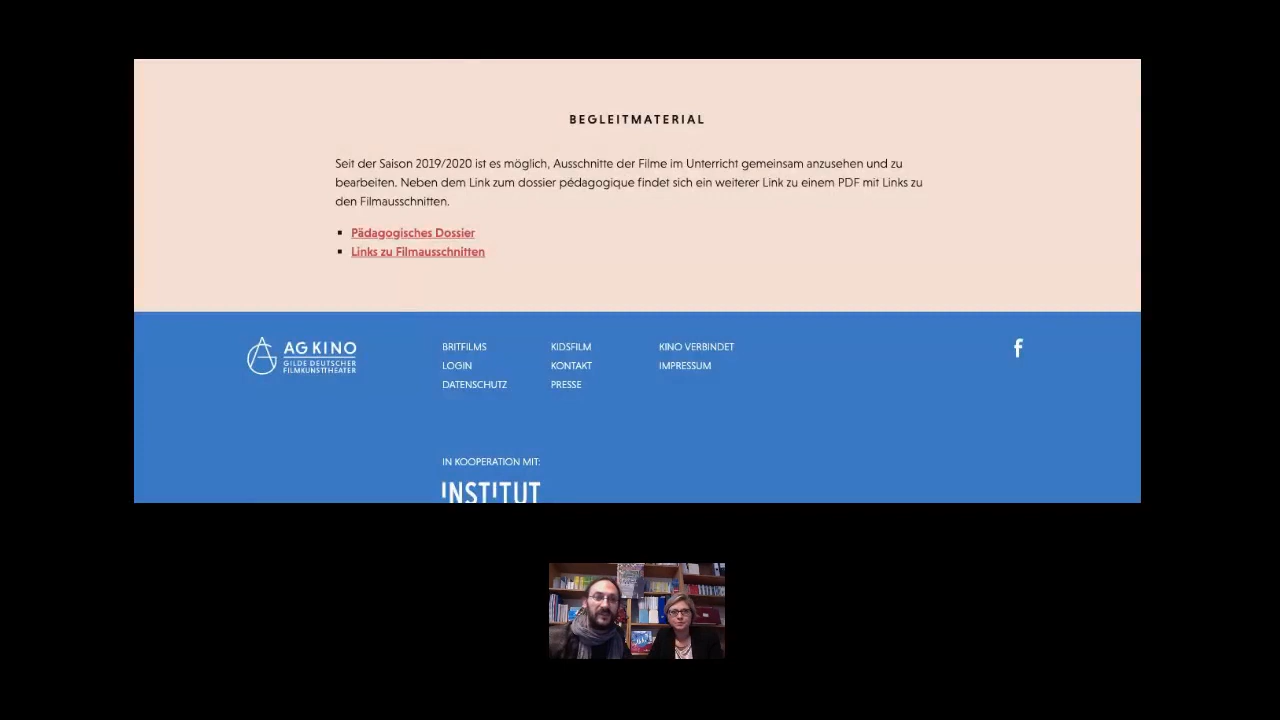 BEGLEITMATERIAL
Seit der Saison 2019/2020 ist es möglich, Ausschnitte der Filme im Unterricht gemeinsam anzusehen und zu
bearbeiten. Neben dem Link zum dossier pédagogique findet sich ein weiterer Link zu einem PDF mit Links zu
den Filmausschnitten.
Pädagogisches Dossier
Links zu Filmausschnitten
AG KINO
GILDE DEUTSCHER
FILMKUNSTTHEATER
BRITFILMS
LOGIN
DATENSCHUTZ
KIDSFILM
KONTAKT
PRESSE
KINO VERBINDET
IMPRESSUM
f
IN KOOPERATION MIT:
INSTITUT